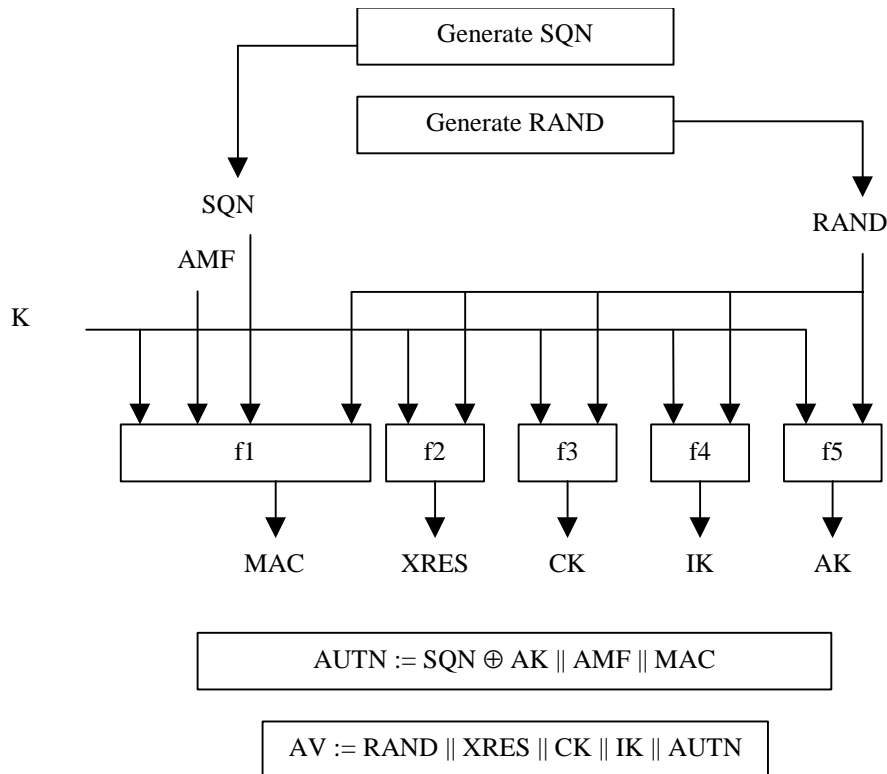 Generate SQN
Generate RAND
SQN
RAND
AMF
K
f1
f2
f3
f4
f5
MAC
XRES
CK
IK
AK
AUTN := SQN ⊕ AK || AMF || MAC
AV := RAND || XRES || CK || IK || AUTN